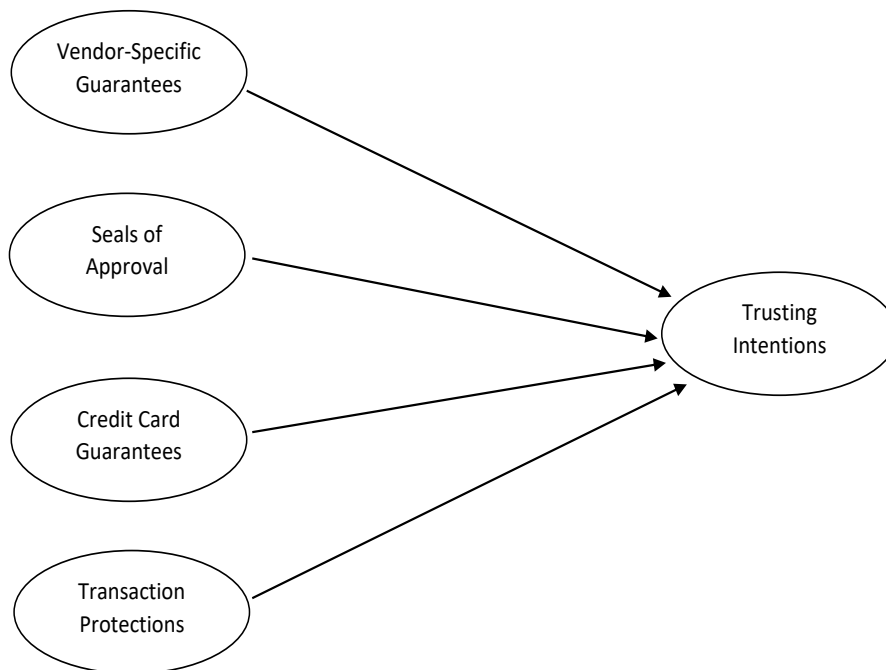 Vendor-Specific
Guarantees
Seals of
Approval
Trusting
Intentions
Credit Card
Guarantees
Transaction
Protections